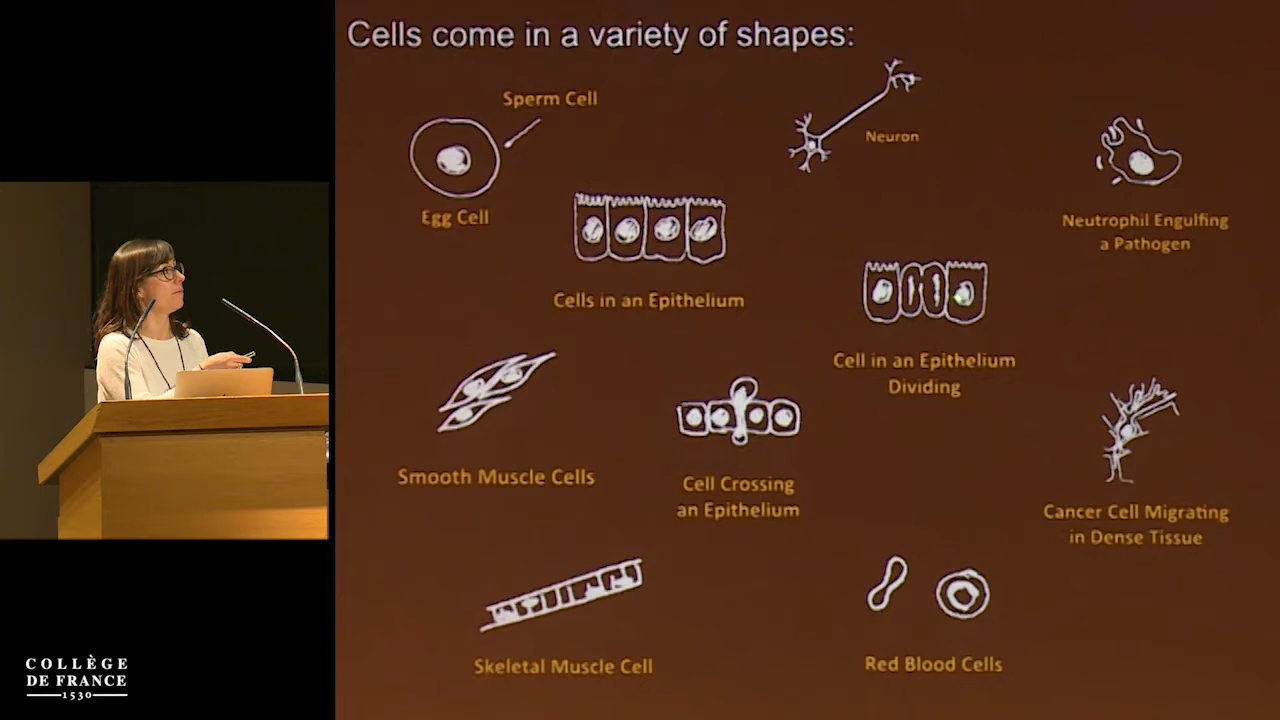 Cells come in a variety of shapes:
Sperm Cell
Neuron
Egg Cell
Neutrophil Engulfing
a Pathogen
Cells in an Epithelium
Cell in an Epithelium
Dividing
Smooth Muscle Cells
Cell Crossing
an Epithelium
Cancer Cell Migrating
in Dense Tissue
Skeletal Muscle Cell
Red Blood Cells
COLLÈGE
DE FRANCE
1530